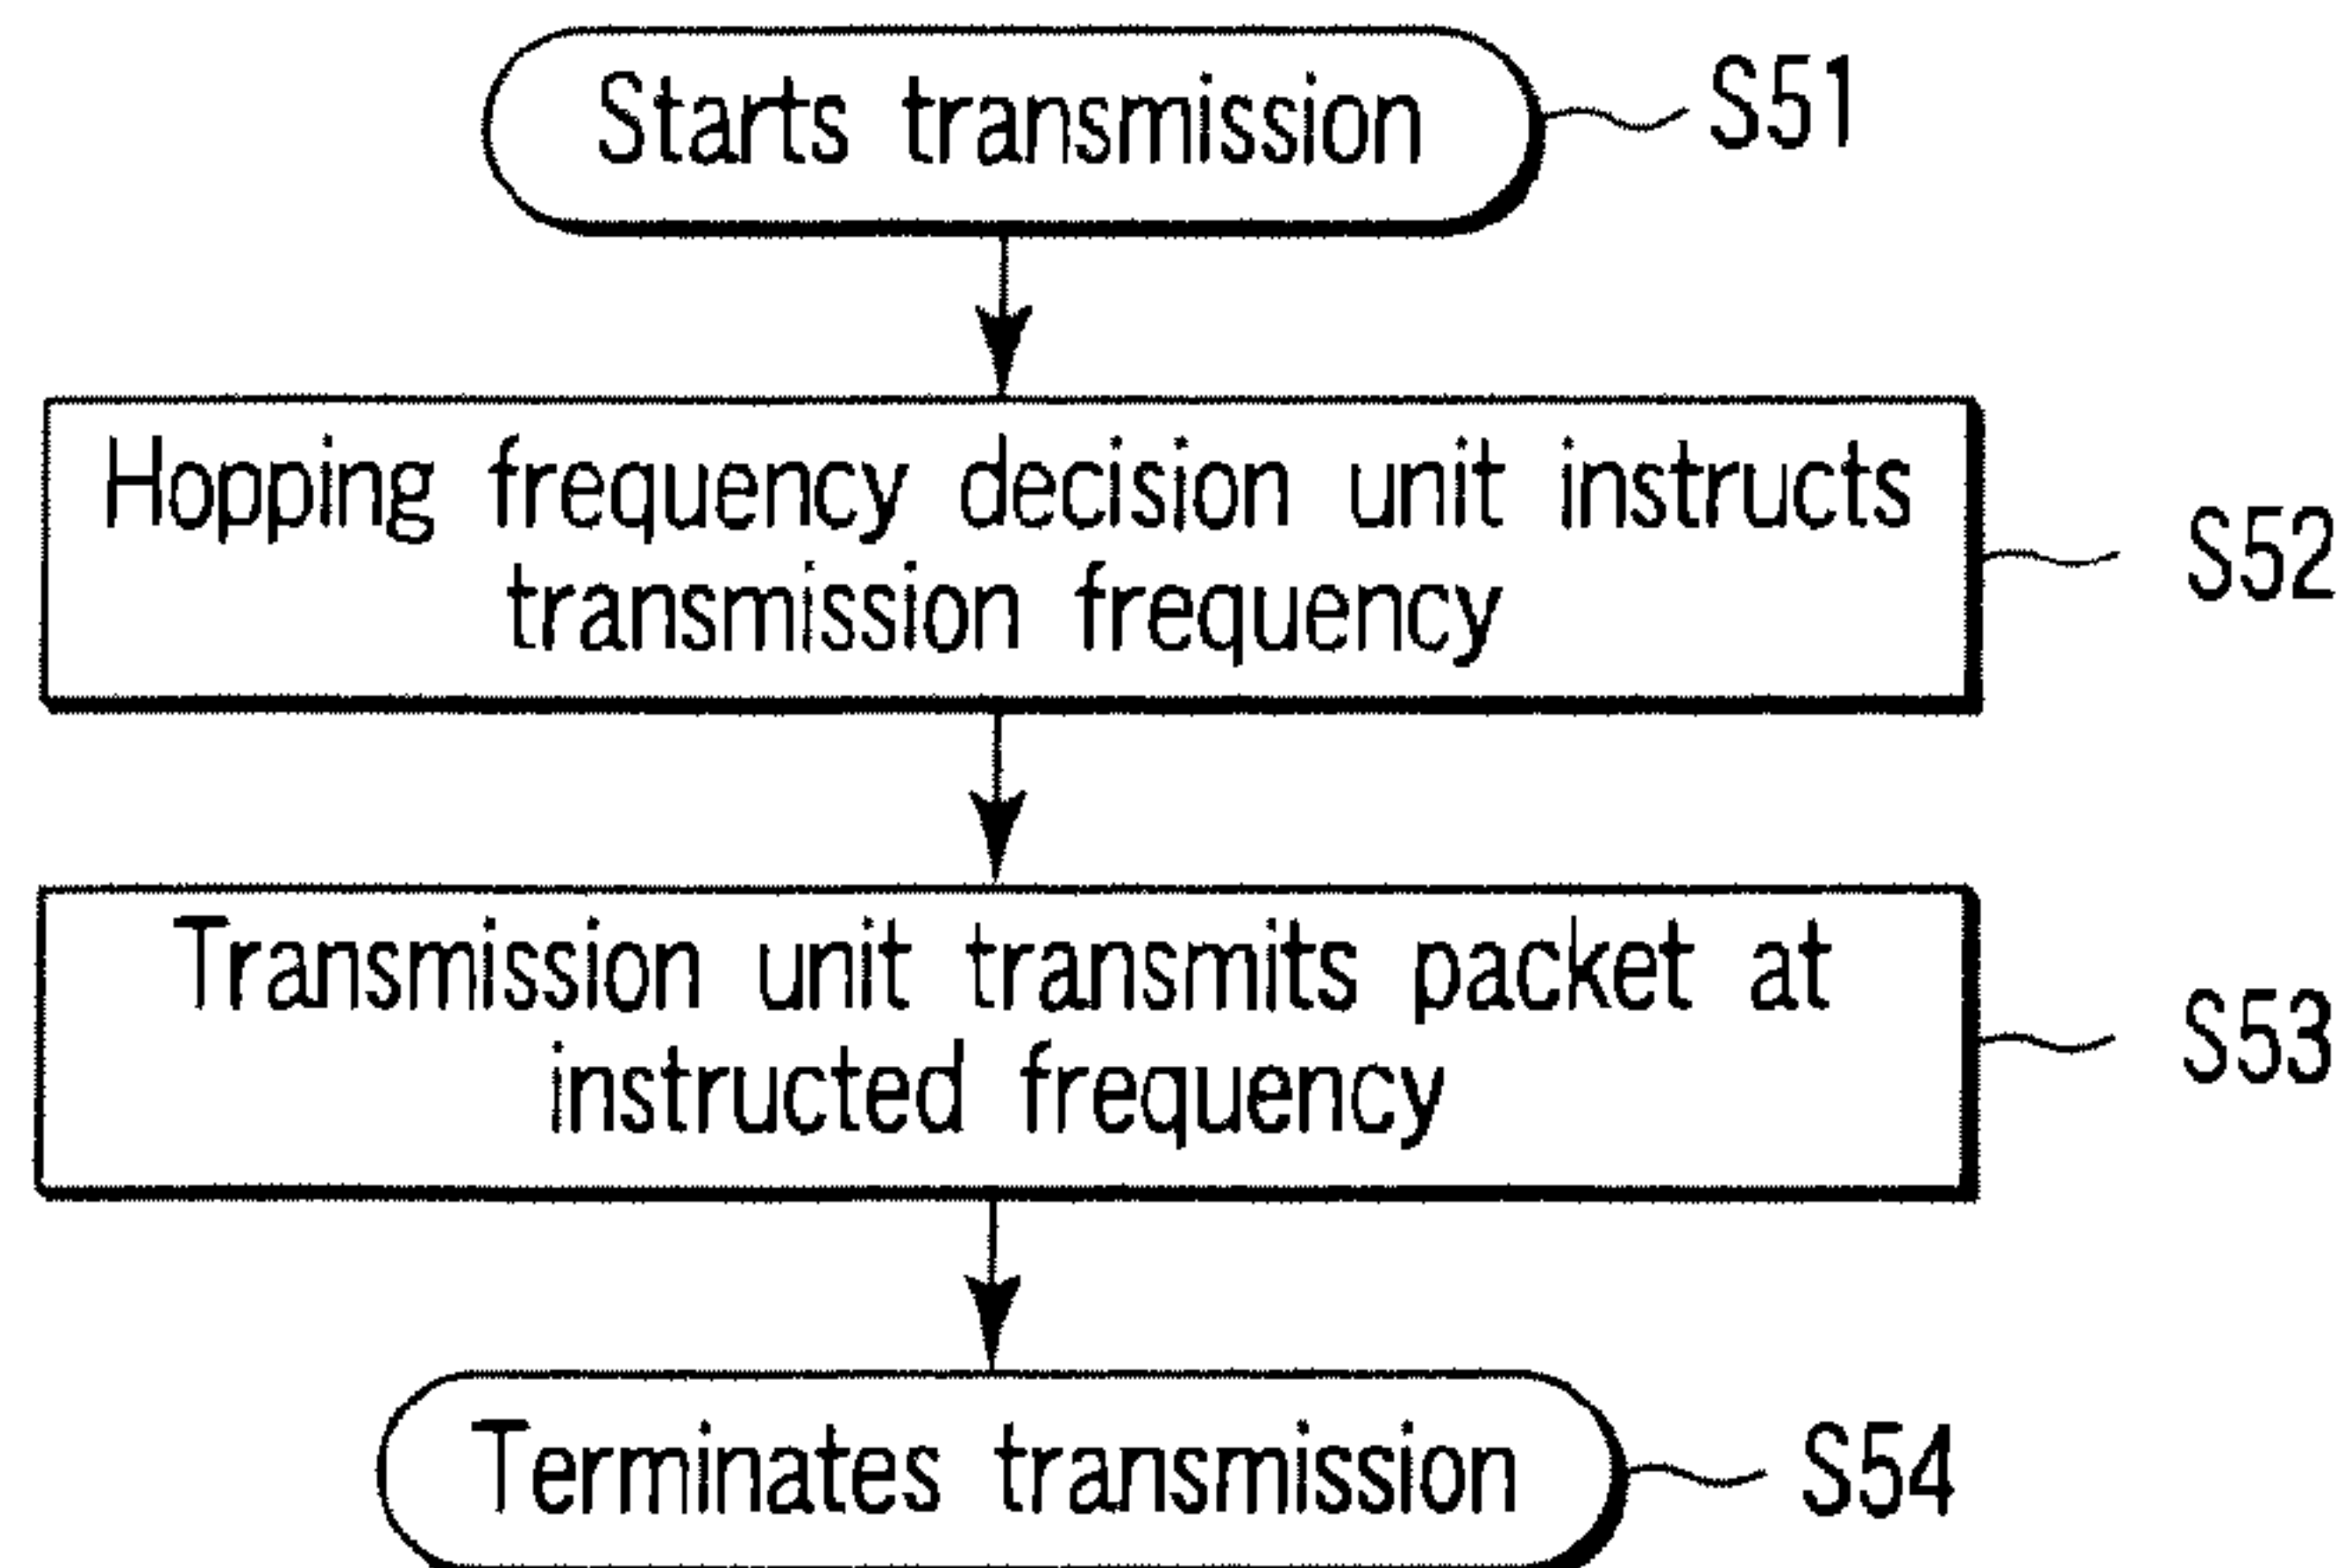 Starts transmission
S51
Hopping frequency decision unit instructs
transmission frequency
S52
Transmission unit transmits packet at
instructed frequency
S53
Terminates transmission
S54